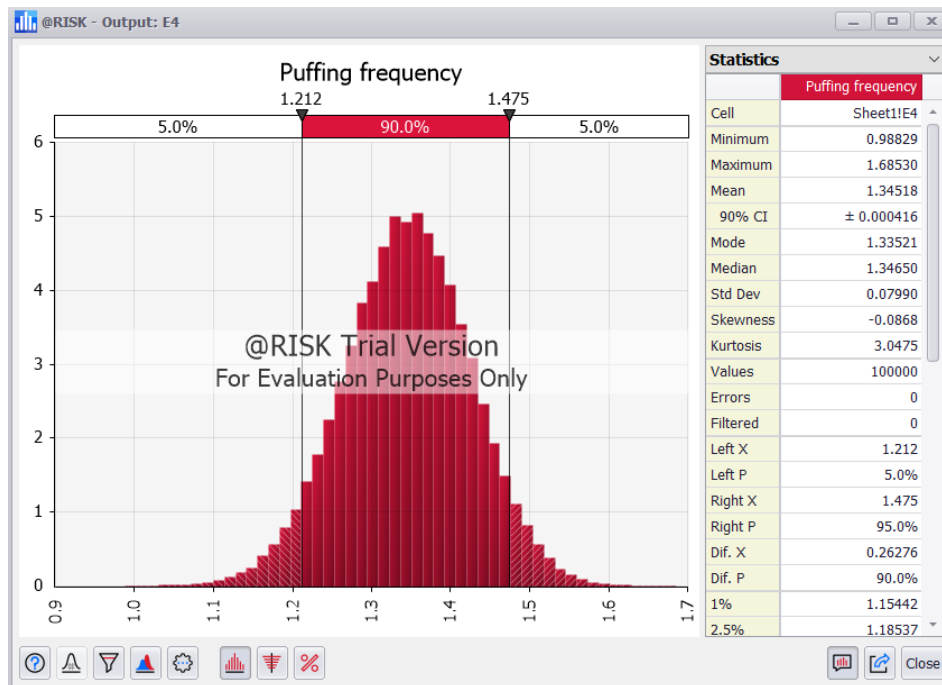 @RISK - Output: E4
Puffing frequency
1.212 1.475
5.0% 90.0% 5.0%
6
5
4
3
2
1
0
0.9 1.0 1.1 1.2 1.3 1.4 1.5 1.6 1.7
@RISK Trial Version
For Evaluation Purposes Only
Statistics
Puffing frequency
Cell Sheet1!E4
Minimum 0.98829
Maximum 1.68530
Mean 1.34518
90% CI ± 0.000416
Mode 1.33521
Median 1.34650
Std Dev 0.07990
Skewness -0.0868
Kurtosis 3.0475
Values 100000
Errors 0
Filtered 0
Left X 1.212
Left P 5.0%
Right X 1.475
Right P 95.0%
Dif. X 0.26276
Dif. P 90.0%
1% 1.15442
2.5% 1.18537
Close